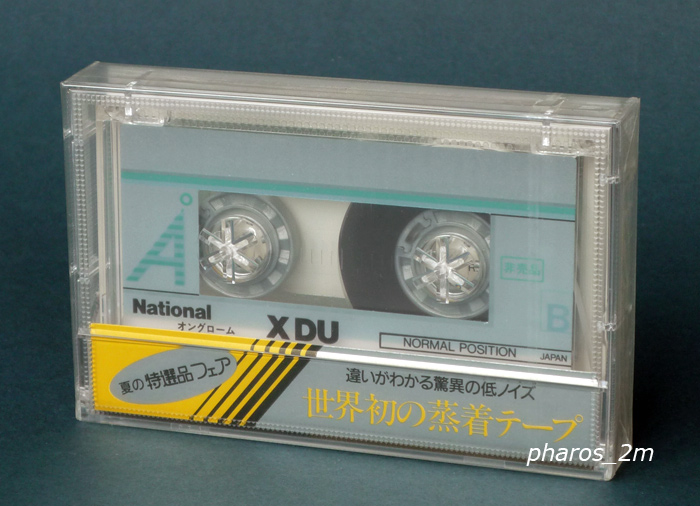 Å
非売品
B
National
オングローム
X DU
NORMAL POSITION
JAPAN
夏の特選品フェア
違いがわかる驚異の低ノイズ
世界初の蒸着テープ
pharos_2m